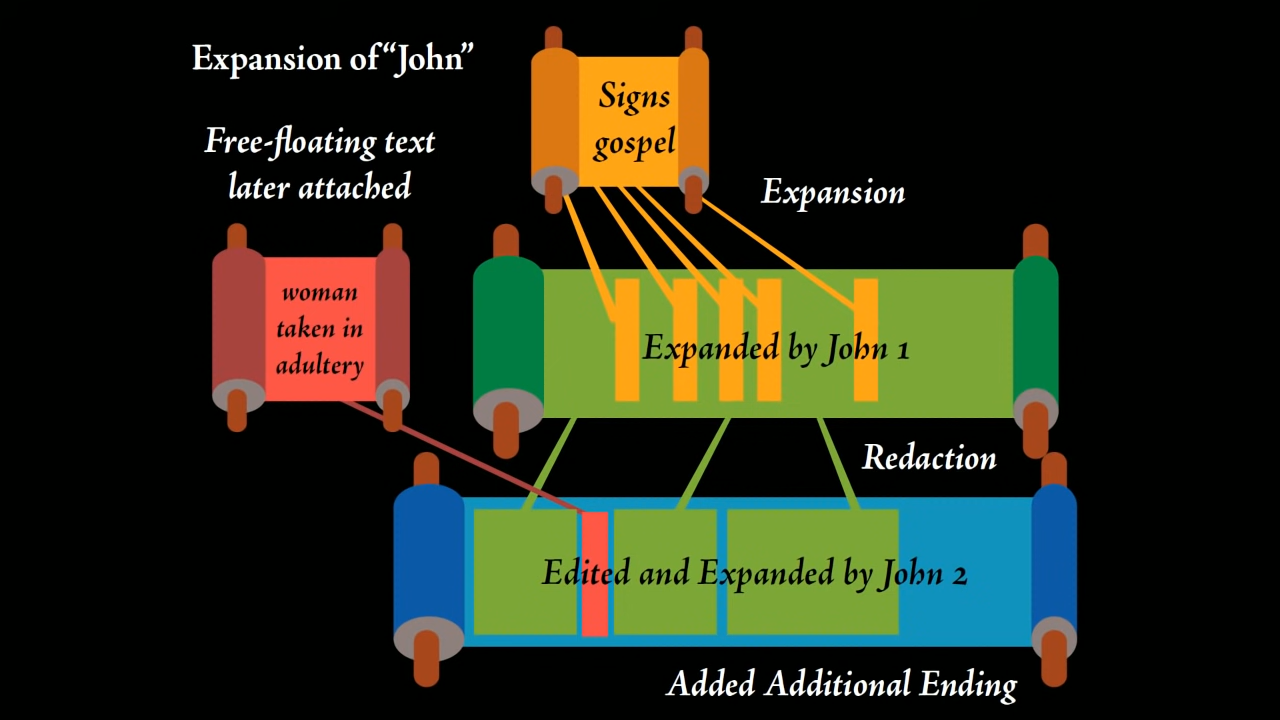 Expansion of “John”
Free-floating text
later attached
Signs
gospel
Expansion
woman
taken in
adultery
Expanded by John 1
Redaction
Edited and Expanded by John 2
Added Additional Ending